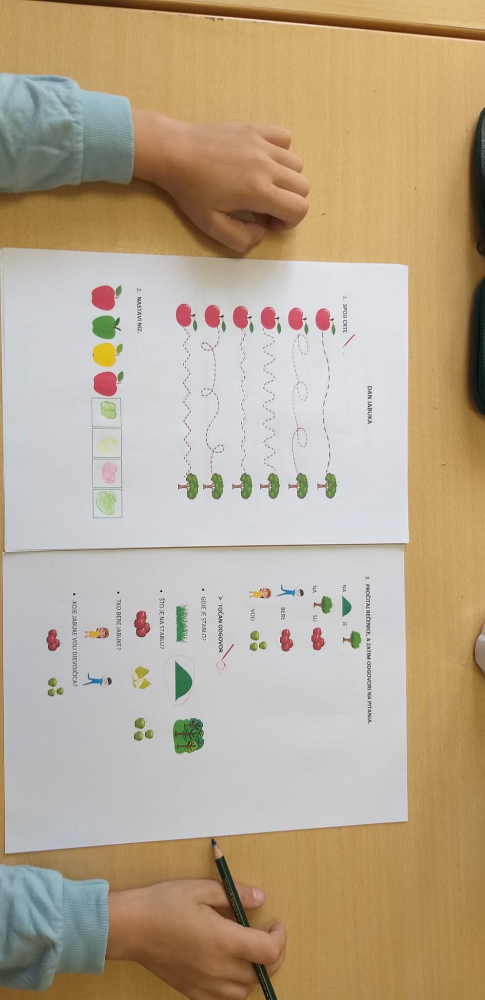 DAN JABUKA
1. SPOJI CRTE .
2. NASTAVI NIZ.
3. PROČITAJ REČENICE, A ZATIM ODGOVORI NA PITANJA.
NA JE .
NA SU .
BERE .
VOLI .
➤ TOČAN ODGOVOR .
• GDJE JE STABLO?
• ŠTO JE NA STABLU?
• TKO BERE JABUKE?
• KOJE JABUKE VOLI DJEVOJČICA?